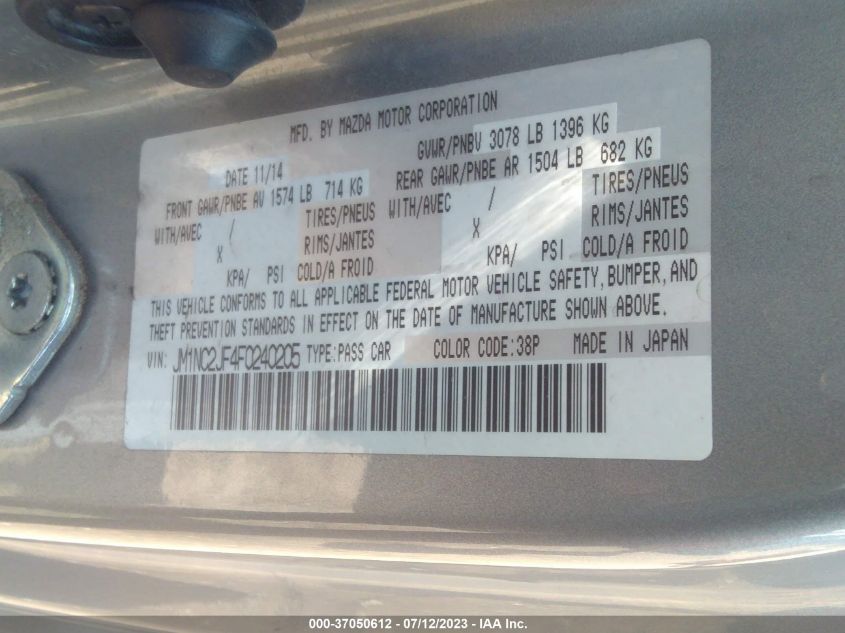 MFD. BY MAZDA MOTOR CORPORATION
DATE 11/14 GVWR/PNBV 3078 LB 1396 KG
FRONT GAWR/PNBE AV 1574 LB 714 KG REAR GAWR/PNBE AR 1504 LB 682 KG
WITH/AVEC / TIRES/PNEUS WITH/AVEC / TIRES/PNEUS
X RIMS/JANTES X RIMS/JANTES
KPA/ PSI COLD/A FROID KPA/ PSI COLD/A FROID
THIS VEHICLE CONFORMS TO ALL APPLICABLE FEDERAL MOTOR VEHICLE SAFETY, BUMPER, AND
THEFT PREVENTION STANDARDS IN EFFECT ON THE DATE OF MANUFACTURE SHOWN ABOVE.
VIN: JM1NC2JF4F0240205 TYPE:PASS CAR COLOR CODE:38P MADE IN JAPAN
000-37050612 - 07/12/2023 - IAA Inc.